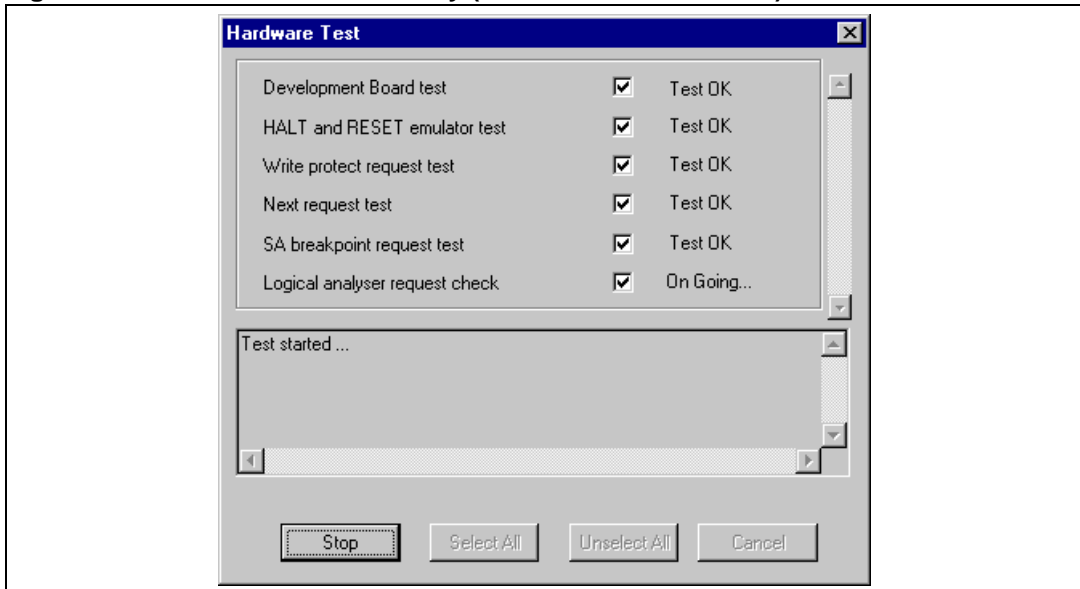 Hardware Test
Development Board test Test OK
HALT and RESET emulator test Test OK
Write protect request test Test OK
Next request test Test OK
SA breakpoint request test Test OK
Logical analyser request check On Going...
Test started ...
Stop Select All Unselect All Cancel